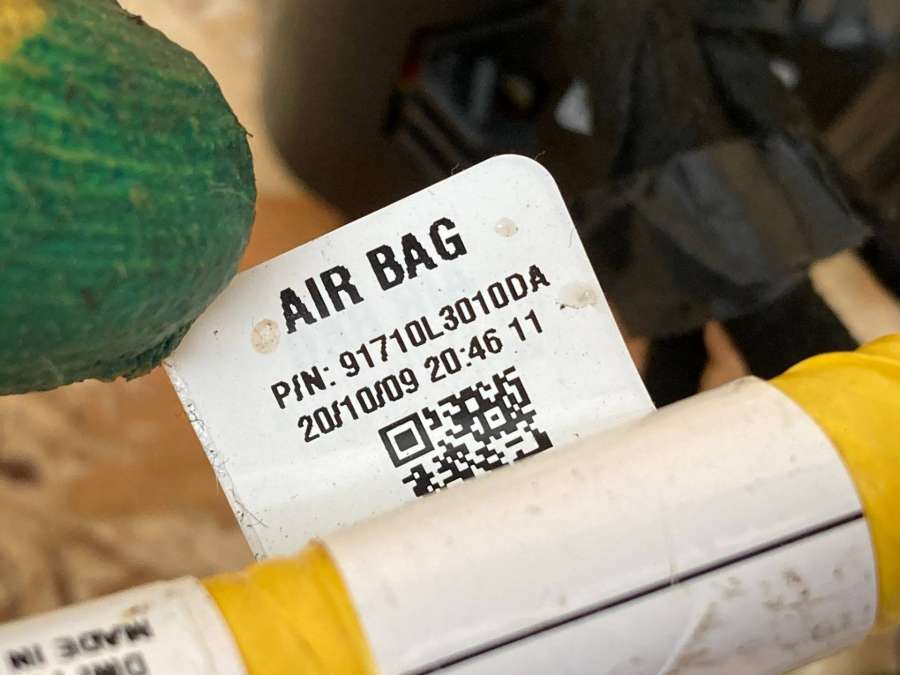 AIR BAG
P/N: 91710L3010DA
20/10/09 20:46 11
MADE IN